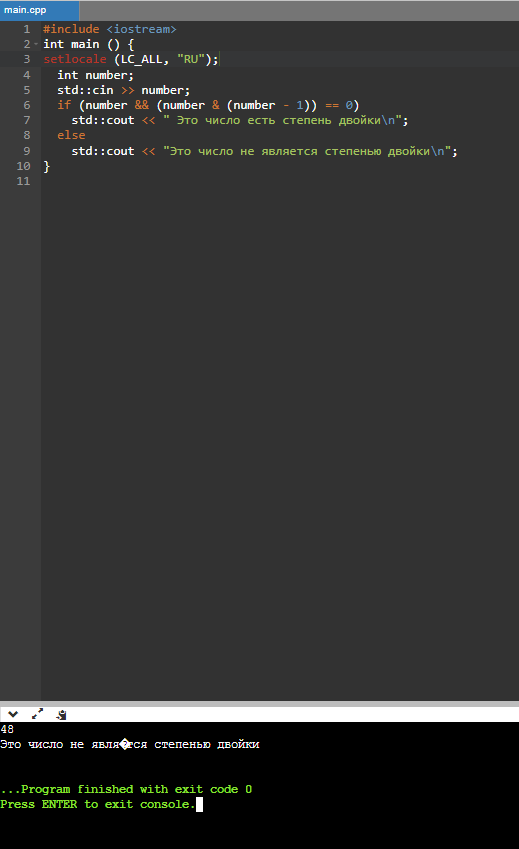 main.cpp
1 #include <iostream>
2 int main () {
3 setlocale (LC_ALL, "RU");
4 int number;
5 std::cin >> number;
6 if (number && (number & (number - 1)) == 0)
7 std::cout << " Это число есть степень двойки\n";
8 else
9 std::cout << "Это число не является степенью двойки\n";
10 }
11
48
Это число не явля�тся степенью двойки
...Program finished with exit code 0
Press ENTER to exit console.